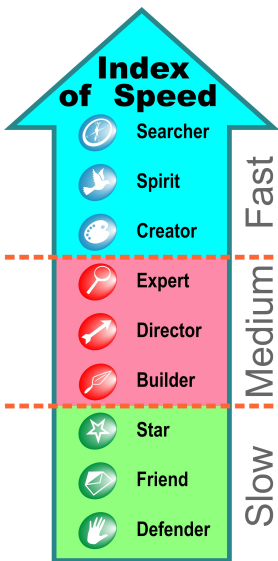 Index
of Speed
Searcher
Spirit
Creator
Fast
Expert
Director
Builder
Medium
Star
Friend
Defender
Slow